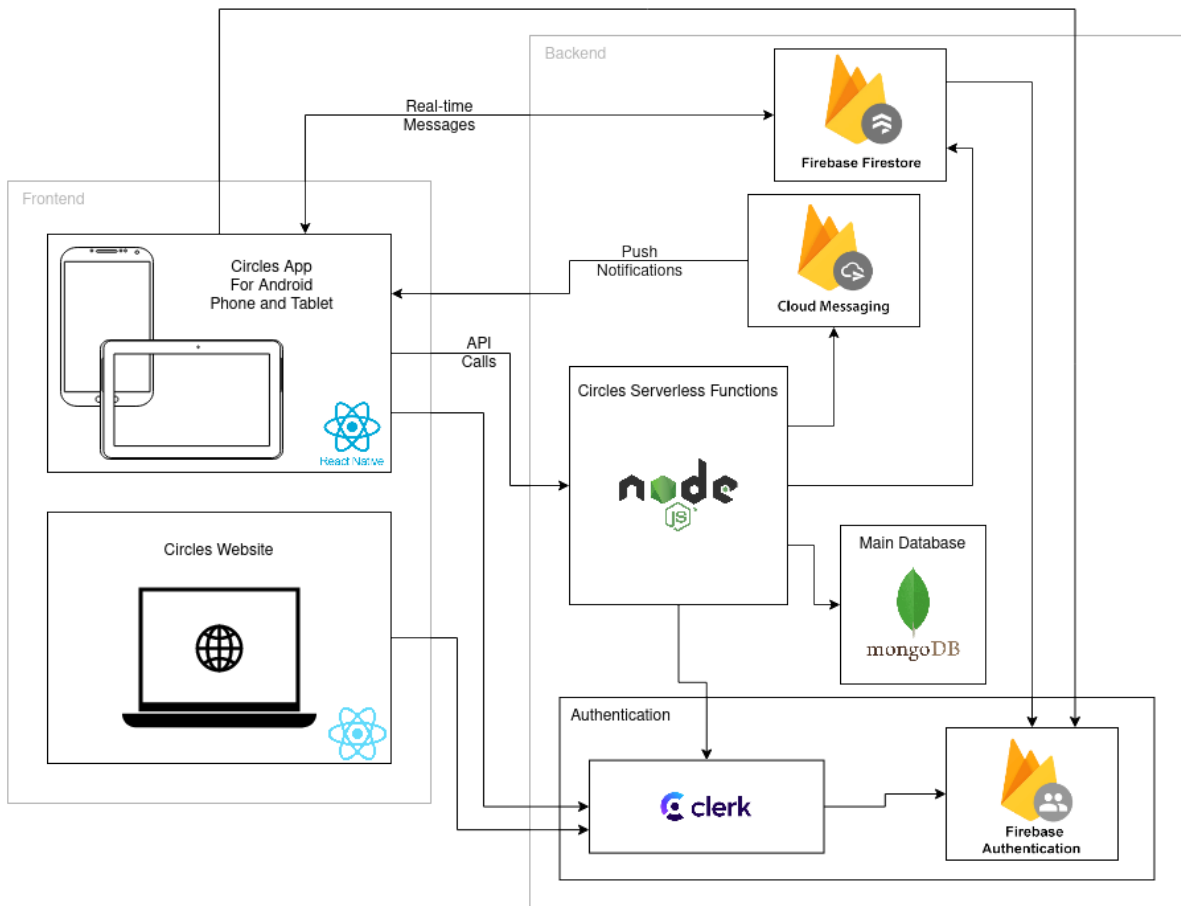 Backend
Real-time
Messages
Firebase Firestore
Frontend
Circles App
For Android
Phone and Tablet
Push
Notifications
Cloud Messaging
API
Calls
React Native
Circles Serverless Functions
node
JS
Circles Website
Main Database
mongoDB
Authentication
clerk
Firebase
Authentication